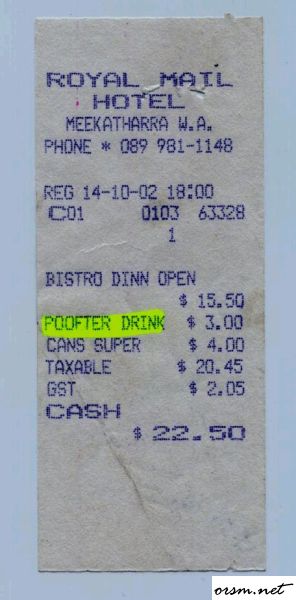 ROYAL MAIL
HOTEL
MEEKATHARRA W.A.
PHONE * 089 981-1148
REG 14-10-02 18:00
C01 0103 63328
1
BISTRO DINN OPEN
$ 15.50
POOFTER DRINK $ 3.00
CANS SUPER $ 4.00
TAXABLE $ 20.45
GST $ 2.05
CASH
$ 22.50
orsm.net